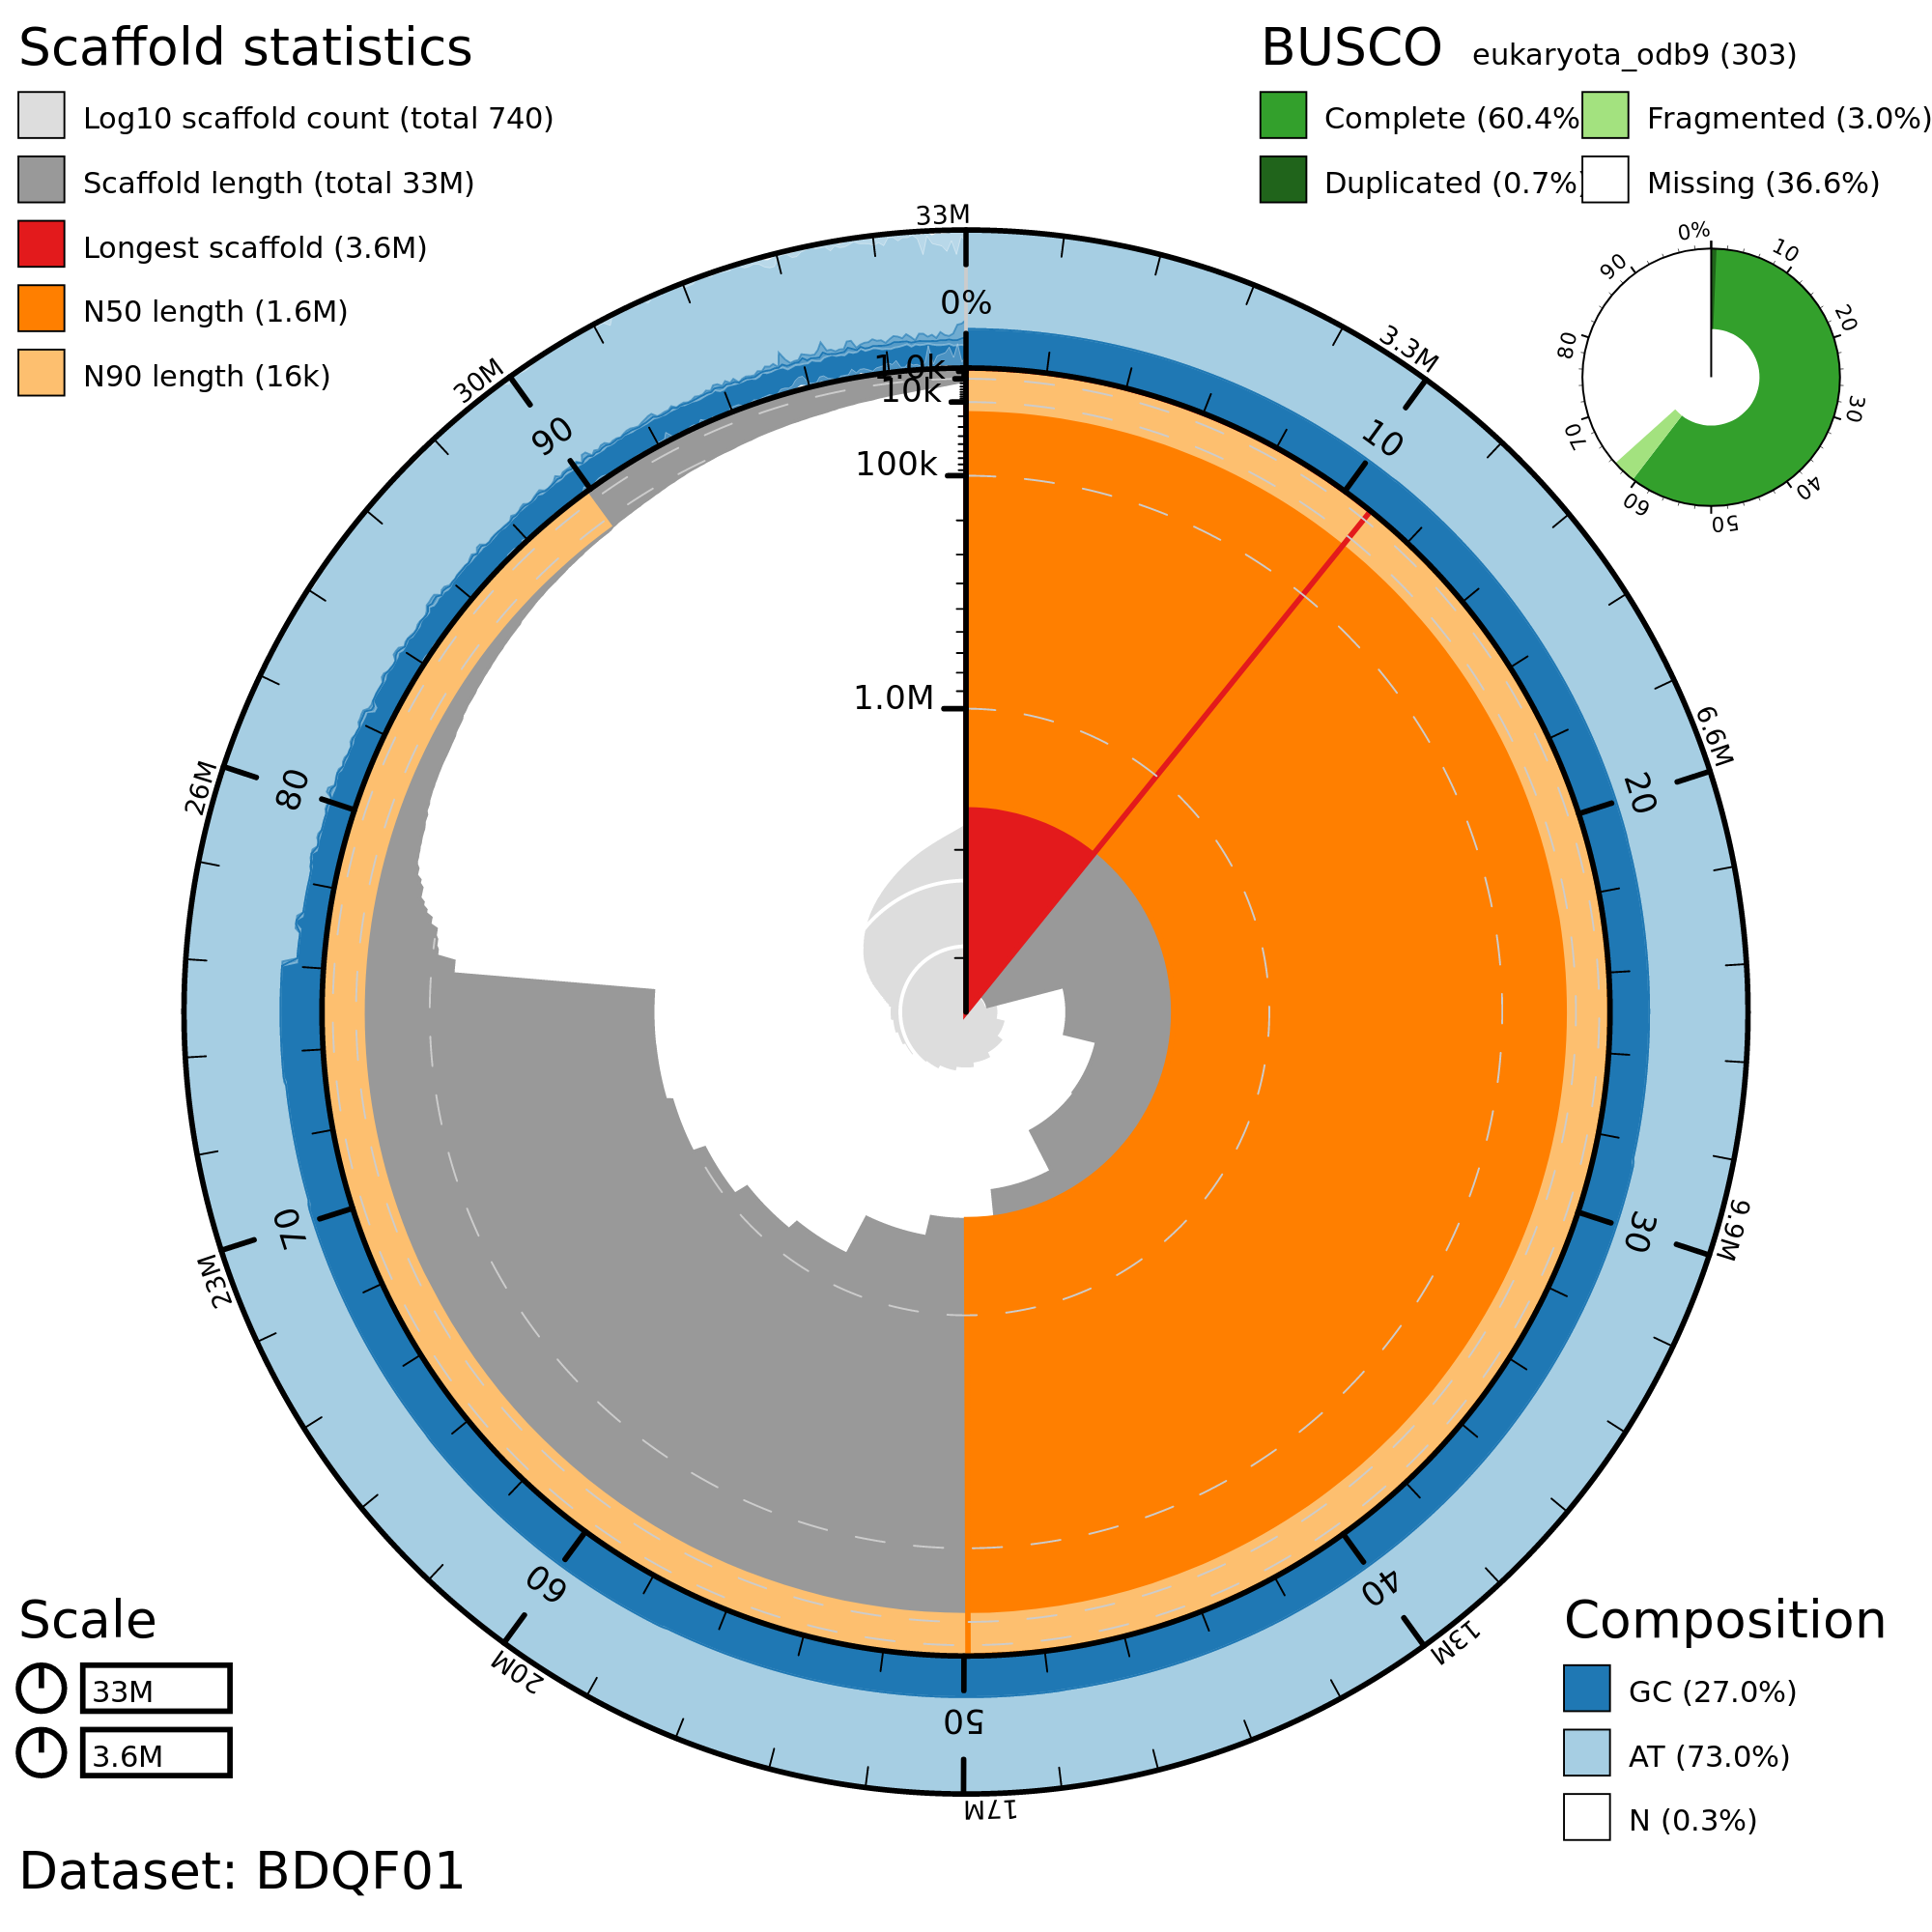 Scaffold statistics
Log10 scaffold count (total 740)
Scaffold length (total 33M)
Longest scaffold (3.6M)
N50 length (1.6M)
N90 length (16k)
BUSCO eukaryota_odb9 (303)
Complete (60.4%
Fragmented (3.0%)
Duplicated (0.7%)
Missing (36.6%)
0%
10
20
30
40
50
60
70
80
90
33M
3.3M
6.6M
9.9M
13M
17M
20M
23M
26M
30M
0%
10
20
30
40
50
60
70
80
90
1.0k
10k
100k
1.0M
Scale
33M
3.6M
Composition
GC (27.0%)
AT (73.0%)
N (0.3%)
Dataset: BDQF01